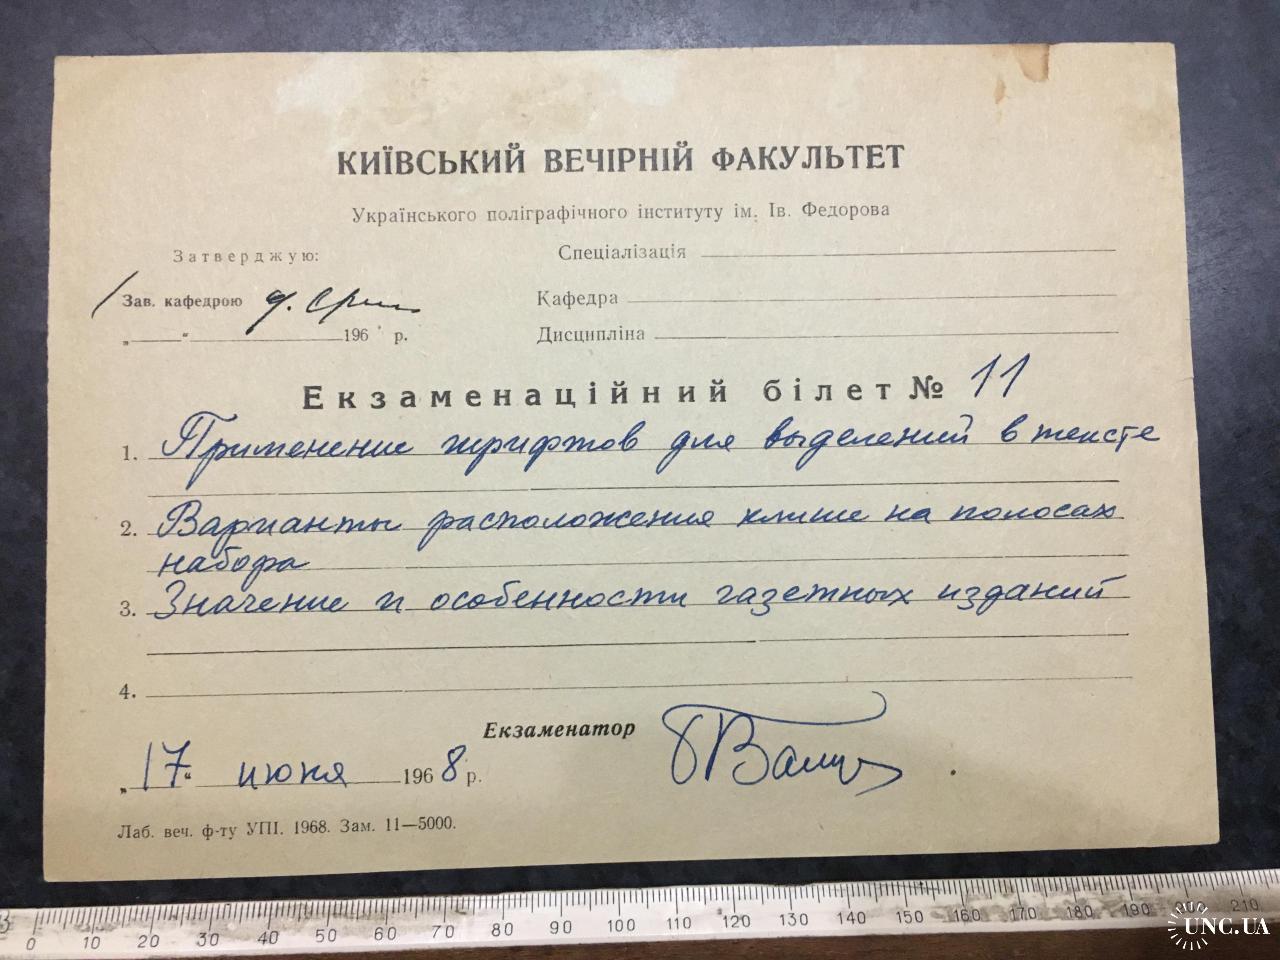 КИЇВСЬКИЙ ВЕЧІРНІЙ ФАКУЛЬТЕТ
Українського поліграфічного інституту ім. Ів. Федорова
Затверджую:
Спеціалізація
Зав. кафедрою
Кафедра
„ “ 196 р.
Дисципліна
Екзаменаційний білет № 11
1. Применение шрифтов для выделений в тексте
2. Варианты расположения клише на полосах
набора
3. Значение и особенности газетных изданий
4.
Екзаменатор
„17“ июня 1968 р.
Лаб. веч. ф-ту УПІ. 1968. Зам. 11—5000.
0 10 20 30 40 50 60 70 80 90 100 110 120 130 140 150 160 170 180 190 210
UNC.UA